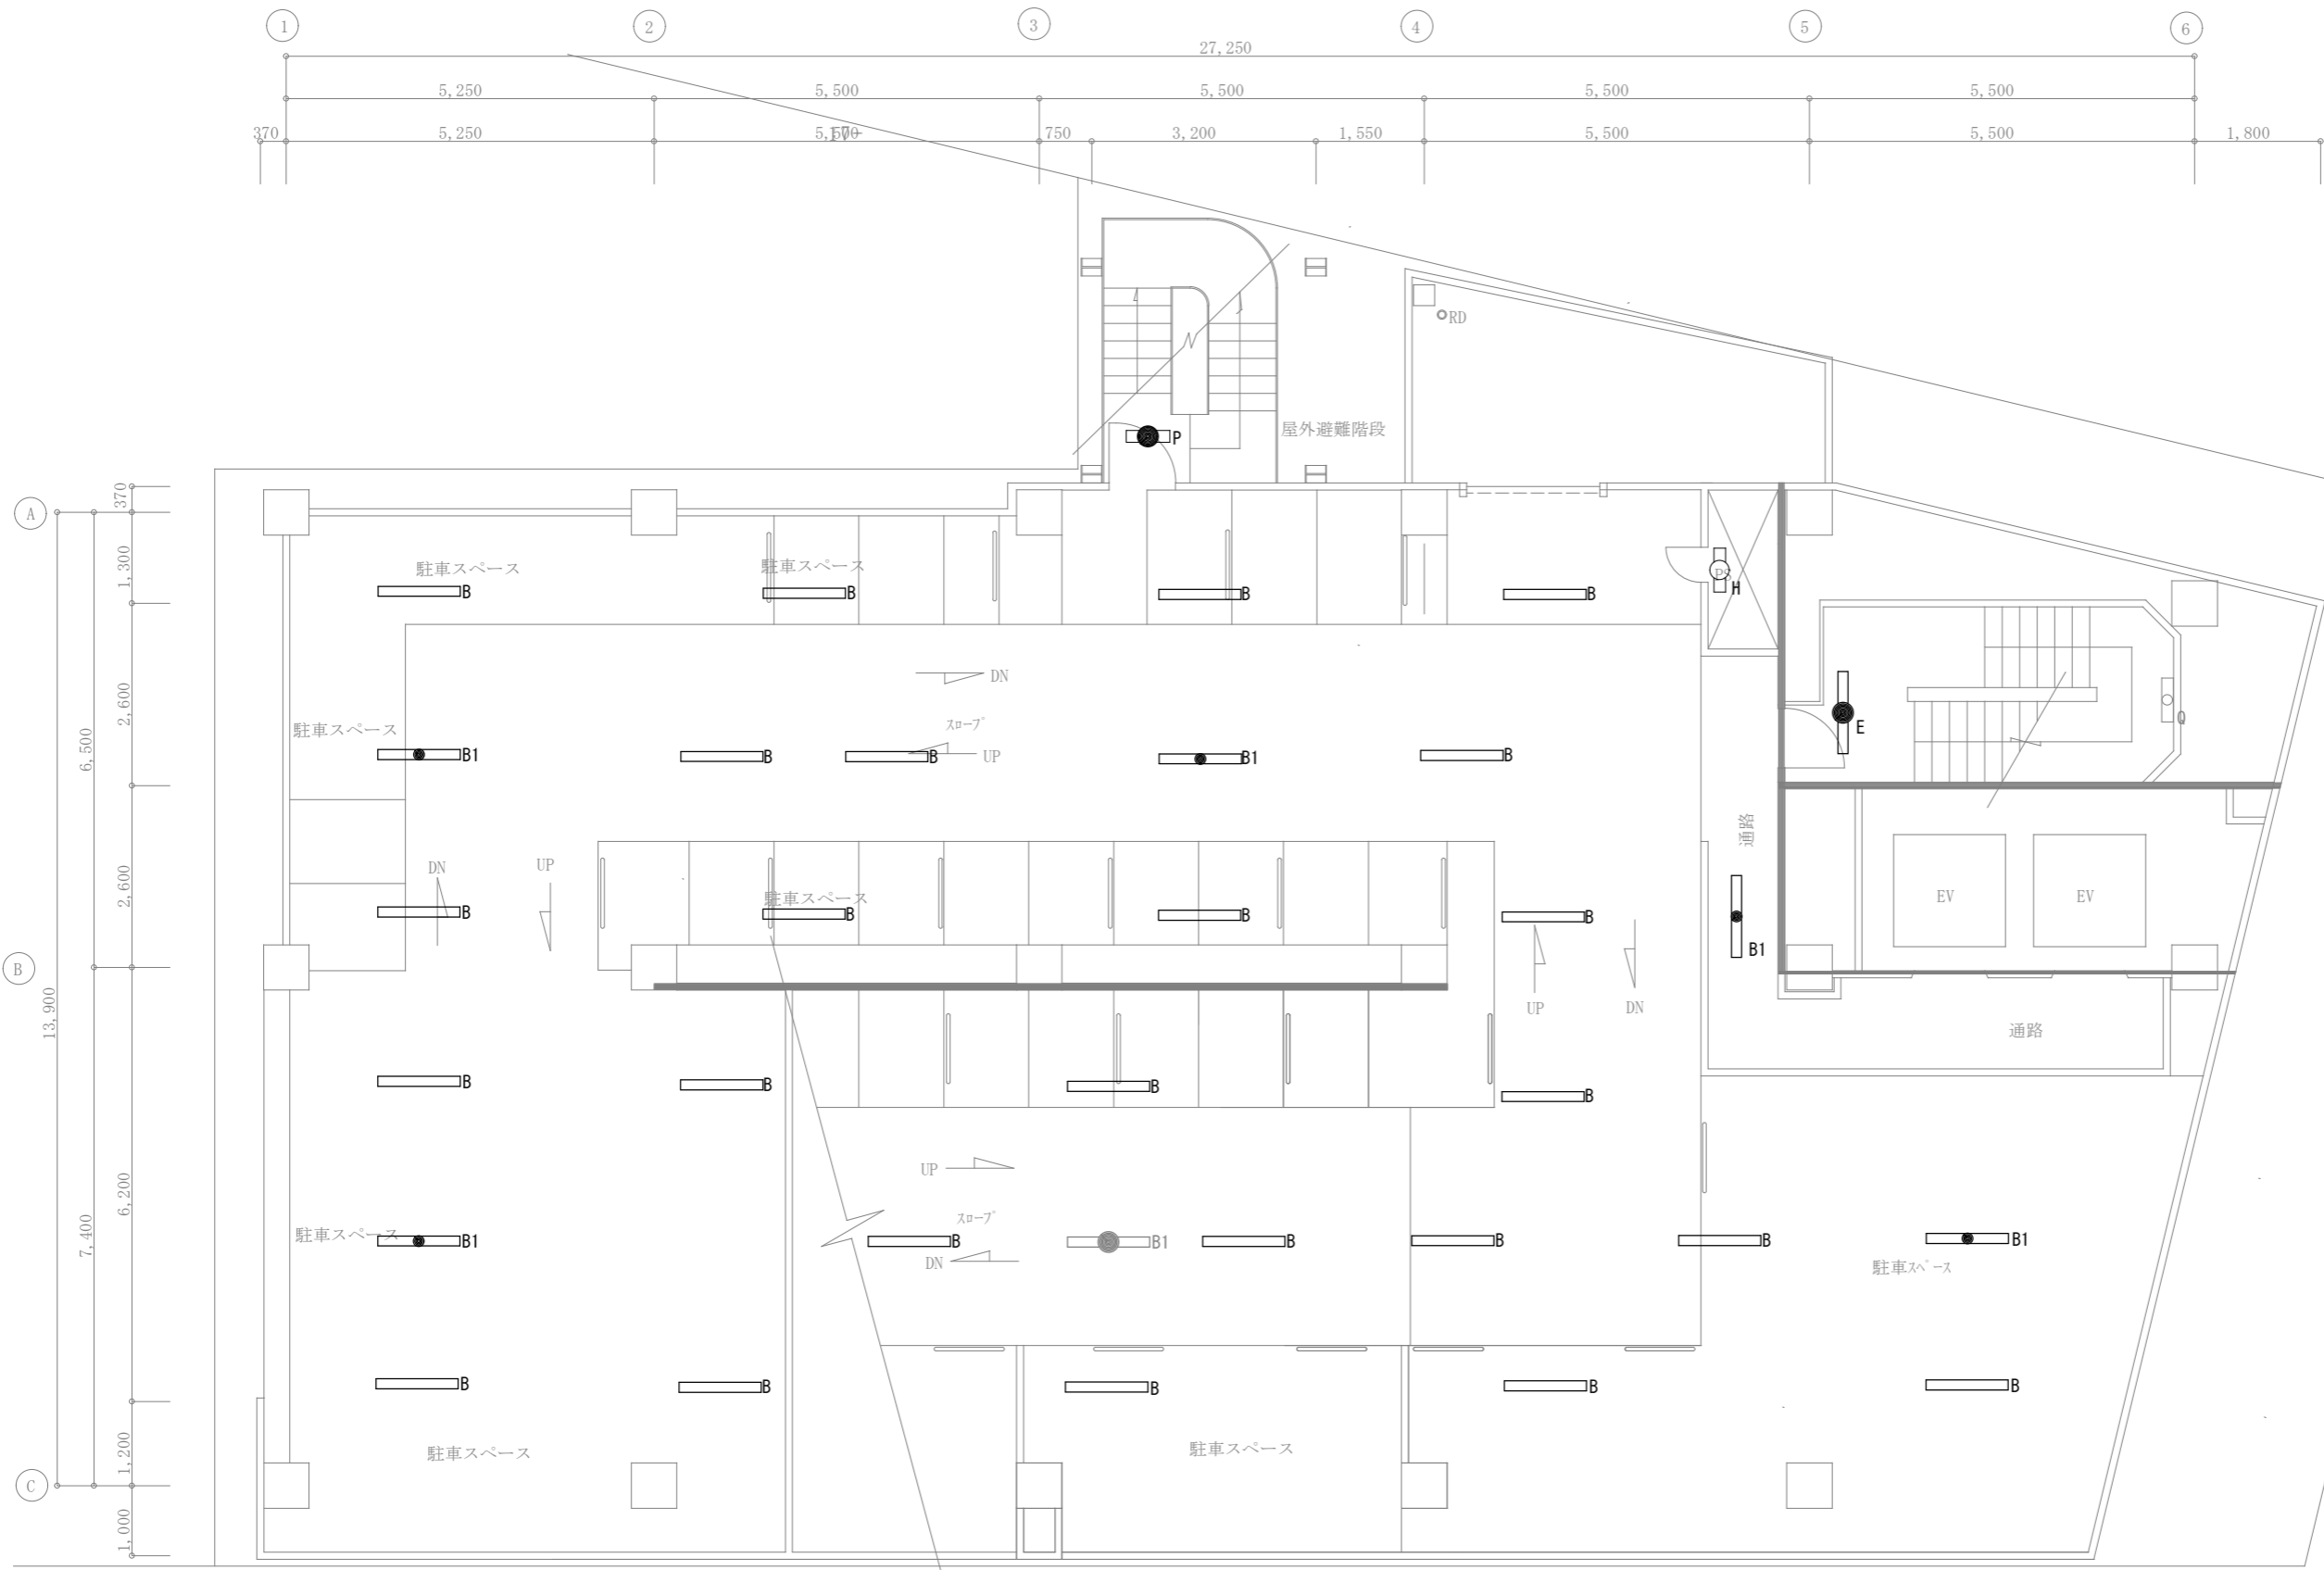 1 2 3 4 5 6
27,250
5,250 5,500 5,500 5,500 5,500
370 5,250 5,500 750 3,200 1,550 5,500 5,500 1,800
RD
屋外避難階段
P
A
370
1,300
2,600
6,500
2,600
B
13,900
6,200
7,400
1,200
C
1,000
駐車スペース 駐車スペース
B B B B
PS
H
DN
スロープ
UP
駐車スペース
B1 B B B1 B
E
Q
通路
DN UP
駐車スペース
EV EV
B B B B B1
UP DN
通路
B B B B
UP
スロープ
駐車スペース
B1 B B1 B B B B1
DN
駐車スペース
B B B B B
駐車スペース 駐車スペース